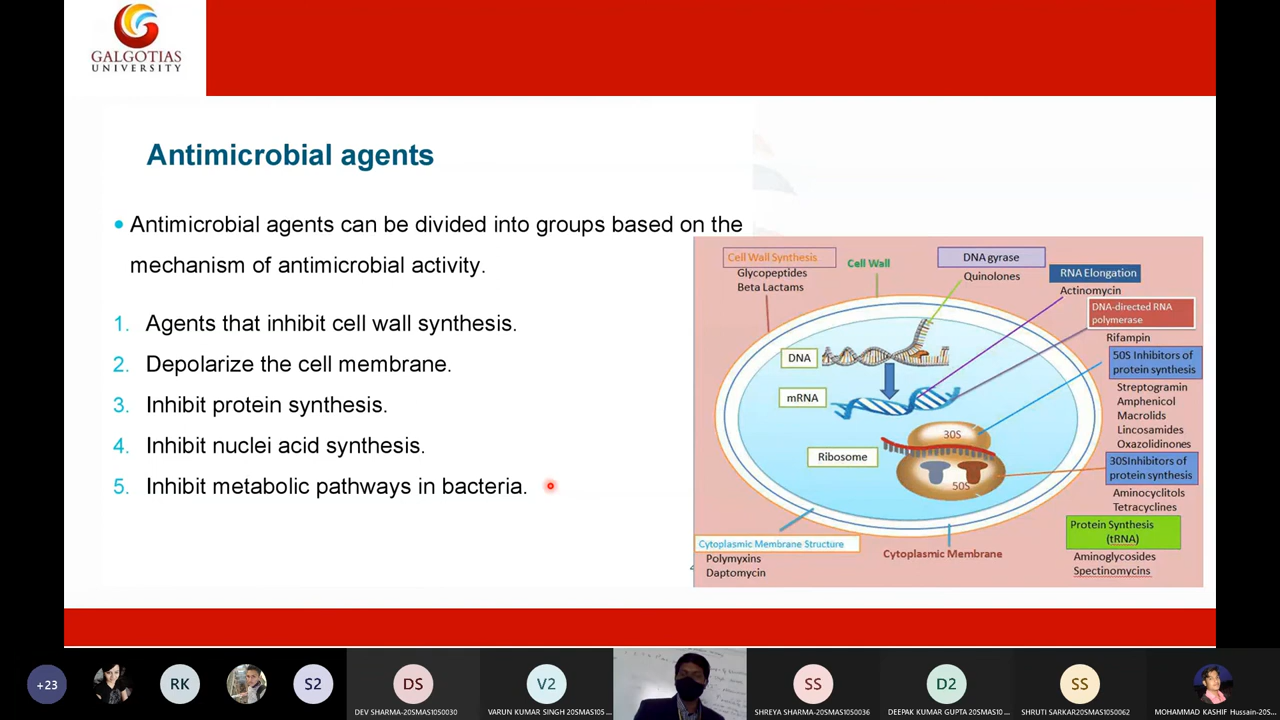 GALGOTIAS
UNIVERSITY
Antimicrobial agents
• Antimicrobial agents can be divided into groups based on the
mechanism of antimicrobial activity.
1. Agents that inhibit cell wall synthesis.
2. Depolarize the cell membrane.
3. Inhibit protein synthesis.
4. Inhibit nuclei acid synthesis.
5. Inhibit metabolic pathways in bacteria.
Cell Wall Synthesis
Glycopeptides
Beta Lactams
Cell Wall
DNA gyrase
Quinolones
RNA Elongation
Actinomycin
DNA-directed RNA
polymerase
Rifampin
50S Inhibitors of
protein synthesis
Streptogramin
Amphenicol
Macrolids
Lincosamides
Oxazolidinones
30SInhibitors of
protein synthesis
Aminocyclitols
Tetracyclines
Protein Synthesis
(tRNA)
Aminoglycosides
Spectinomycins
DNA
mRNA
Ribosome
30S
50S
Cytoplasmic Membrane Structure
Polymyxins
Daptomycin
Cytoplasmic Membrane
+23
RK
S2
DS
DEV SHARMA-20SMAS1050030
V2
VARUN KUMAR SINGH 20SMAS105...
SS
SHREYA SHARMA-20SMAS1050036
D2
DEEPAK KUMAR GUPTA 20SMAS10...
SS
SHRUTI SARKAR20SMAS1050062
MOHAMMAD KASHIF Hussain-20S...